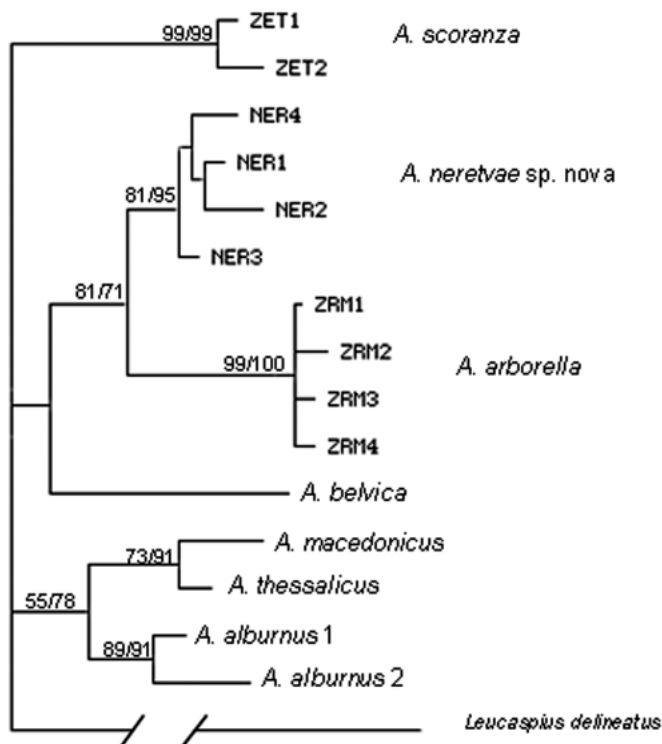 ZET1
99/99
A. scoranza
ZET2
NER4
NER1
A. neretvae sp. nova
81/95
NER2
NER3
81/71
ZRM1
ZRM2
99/100
A. arborella
ZRM3
ZRM4
A. belvica
A. macedonicus
73/91
A. thessalicus
55/78
A. alburnus 1
89/91
A. alburnus 2
Leucaspius delineatus